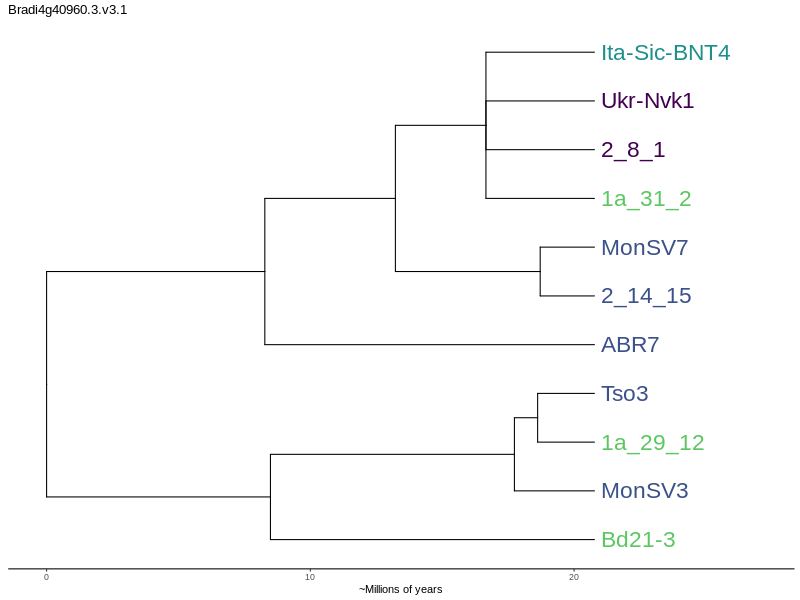 Bradi4g40960.3.v3.1
Ita-Sic-BNT4
Ukr-Nvk1
2_8_1
1a_31_2
MonSV7
2_14_15
ABR7
Tso3
1a_29_12
MonSV3
Bd21-3
0 10 20
~Millions of years